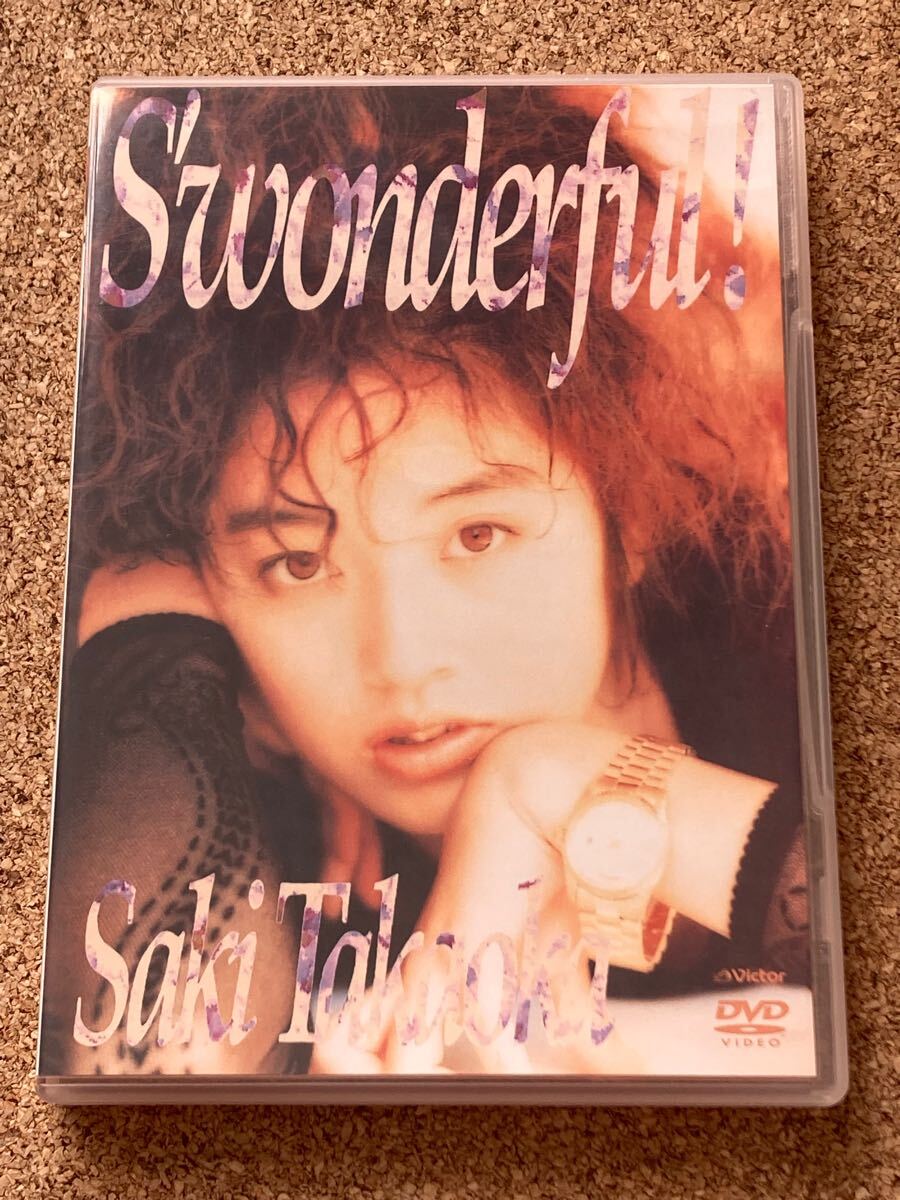 S'wonderful!
Saki Takaoka
Victor
DVD
VIDEO